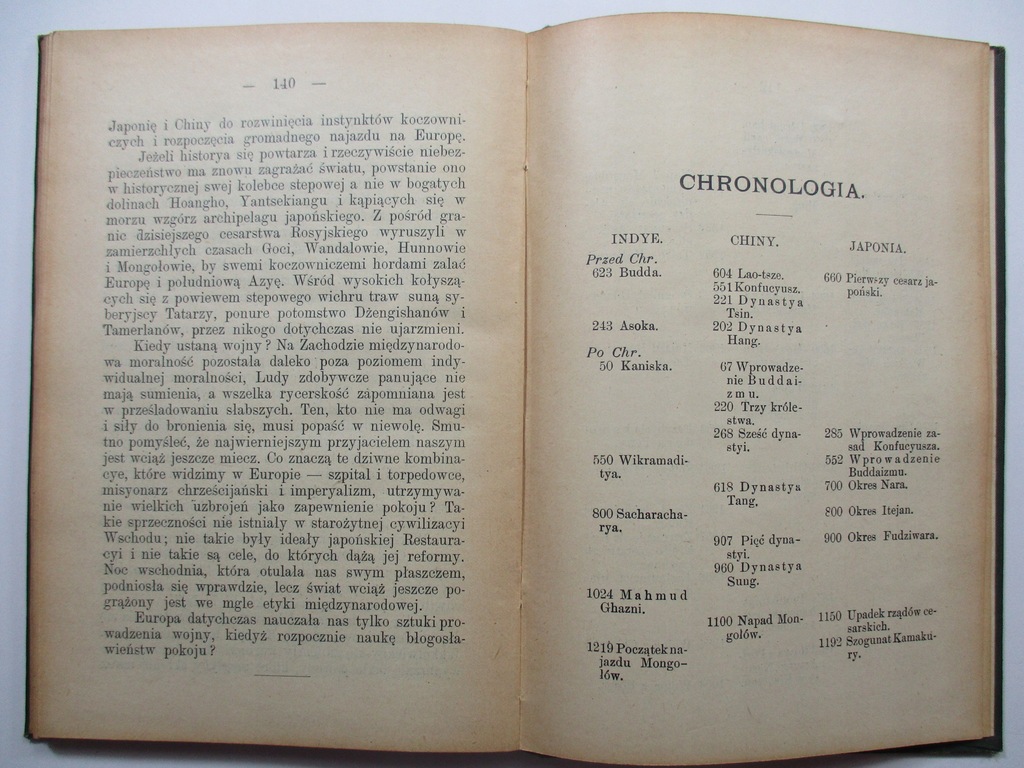 — 140 —
Japonię i Chiny do rozwinięcia instynktów koczowni-
czych i rozpoczęcia gromadnego najazdu na Europę.
Jeżeli historya się powtarza i rzeczywiście niebez-
pieczeństwo ma znowu zagrażać światu, powstanie ono
w historycznej swej kolebce stepowej a nie w bogatych
dolinach Hoangho, Yantsekiangu i kąpiących się w
morzu wzgórz archipelagu japońskiego. Z pośród gra-
nic dzisiejszego cesarstwa Rosyjskiego wyruszyli w
zamierzchłych czasach Goci, Wandalowie, Hunnowie
i Mongołowie, by swemi koczowniczemi hordami zalać
Europę i południową Azyę. Wśród wysokich kołyszą-
cych się z powiewem stepowego wichru traw suną sy-
beryjscy Tatarzy, ponure potomstwo Dżengishanów i
Tamerlanów, przez nikogo dotychczas nie ujarzmieni.
Kiedy ustaną wojny? Na Zachodzie międzynarodo-
wa moralność pozostała daleko poza poziomem indy-
widualnej moralności, Ludy zdobywcze panujące nie
mają sumienia, a wszelka rycerskość zapomniana jest
w prześladowaniu słabszych. Ten, kto nie ma odwagi
i siły do bronienia się, musi popaść w niewolę. Smu-
tno pomyśleć, że najwierniejszym przyjacielem naszym
jest wciąż jeszcze miecz. Co znaczą te dziwne kombina-
cye, które widzimy w Europie — szpital i torpedowce,
misyonarz chrześcijański i imperyalizm, utrzymywa-
nie wielkich uzbrojeń jako zapewnienie pokoju? Ta-
kie sprzeczności nie istniały w starożytnej cywilizacyi
Wschodu; nie takie były ideały japońskiej Restaura-
cyi i nie takie są cele, do których dążą jej reformy.
Noc wschodnia, która otulała nas swym płaszczem,
podniosła się wprawdzie, lecz świat wciąż jeszcze po-
grążony jest we mgle etyki międzynarodowej.
Europa datychczas nauczała nas tylko sztuki pro-
wadzenia wojny, kiedyż rozpocznie naukę błogosła-
wieństw pokoju?
CHRONOLOGIA.
INDYE.
Przed Chr.
623 Budda.
243 Asoka.
Po Chr.
50 Kaniska.
550 Wikramadi-
tya.
800 Sacharacha-
rya.
1024 Mahmud
Ghazni.
1219 Początek na-
jazdu Mongo-
łów.
CHINY.
604 Lao-tsze.
551 Konfucyusz.
221 Dynastya
Tsin.
202 Dynastya
Hang.
67 Wprowadze-
nie Buddai-
zmu.
220 Trzy króle-
stwa.
268 Sześć dyna-
styi.
618 Dynastya
Tang.
907 Pięć dyna-
styi.
960 Dynastya
Sung.
1100 Napad Mon-
gołów.
JAPONIA.
660 Pierwszy cesarz ja-
poński.
285 Wprowadzenie za-
sad Konfucyusza.
552 Wprowadzenie
Buddaizmu.
700 Okres Nara.
800 Okres Itejan.
900 Okres Fudziwara.
1150 Upadek rządów ce-
sarskich.
1192 Szogunat Kamaku-
ry.